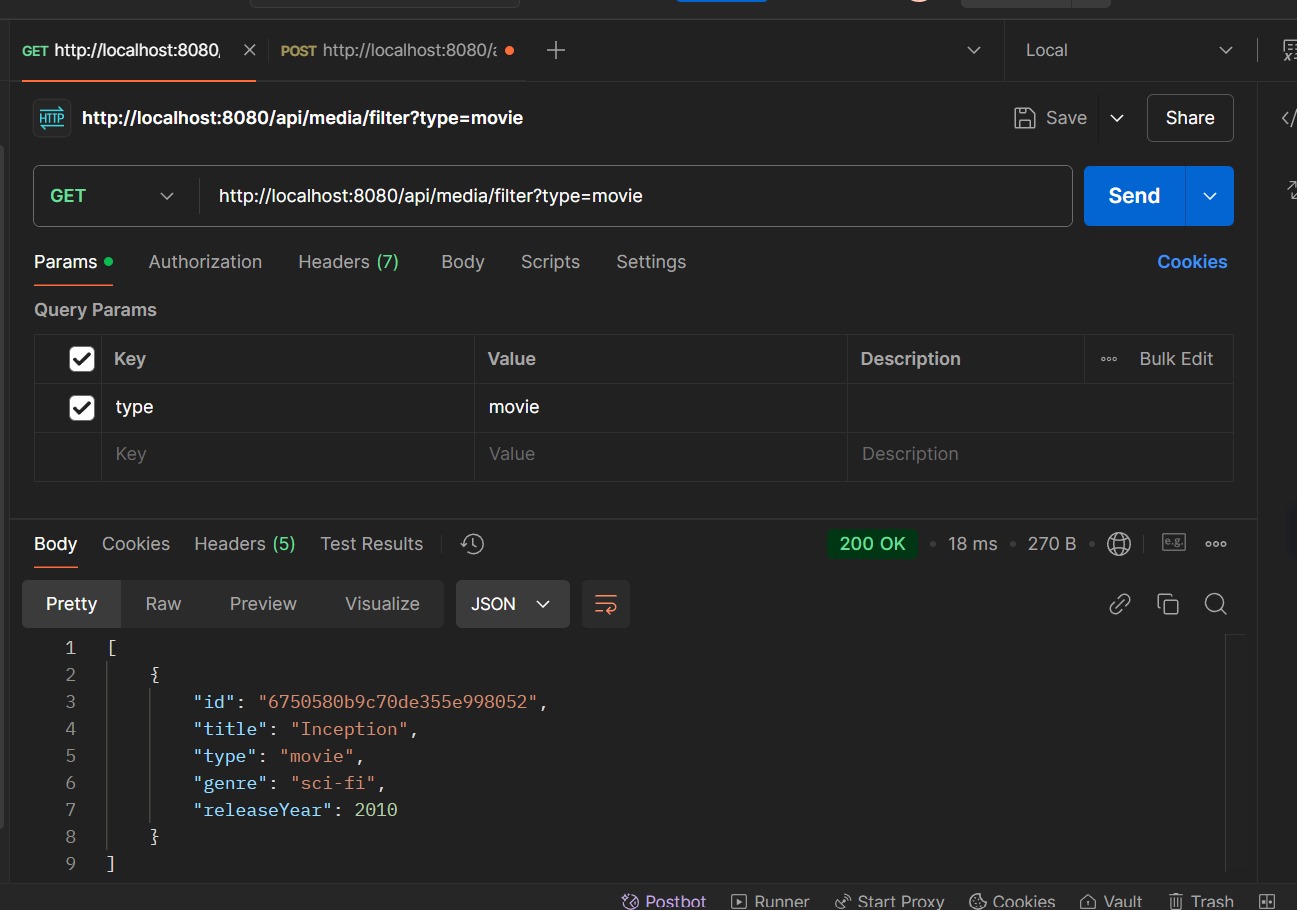 GET http://localhost:8080, POST http://localhost:8080/a Local
HTTP http://localhost:8080/api/media/filter?type=movie Save Share
GET http://localhost:8080/api/media/filter?type=movie Send
Params Authorization Headers (7) Body Scripts Settings Cookies
Query Params
Key Value Description Bulk Edit
type movie
Key Value Description
Body Cookies Headers (5) Test Results 200 OK • 18 ms • 270 B • e.g.
Pretty Raw Preview Visualize JSON
1 [
2 {
3 "id": "6750580b9c70de355e998052",
4 "title": "Inception",
5 "type": "movie",
6 "genre": "sci-fi",
7 "releaseYear": 2010
8 }
9 ]
Postbot Runner Start Proxy Cookies Vault Trash